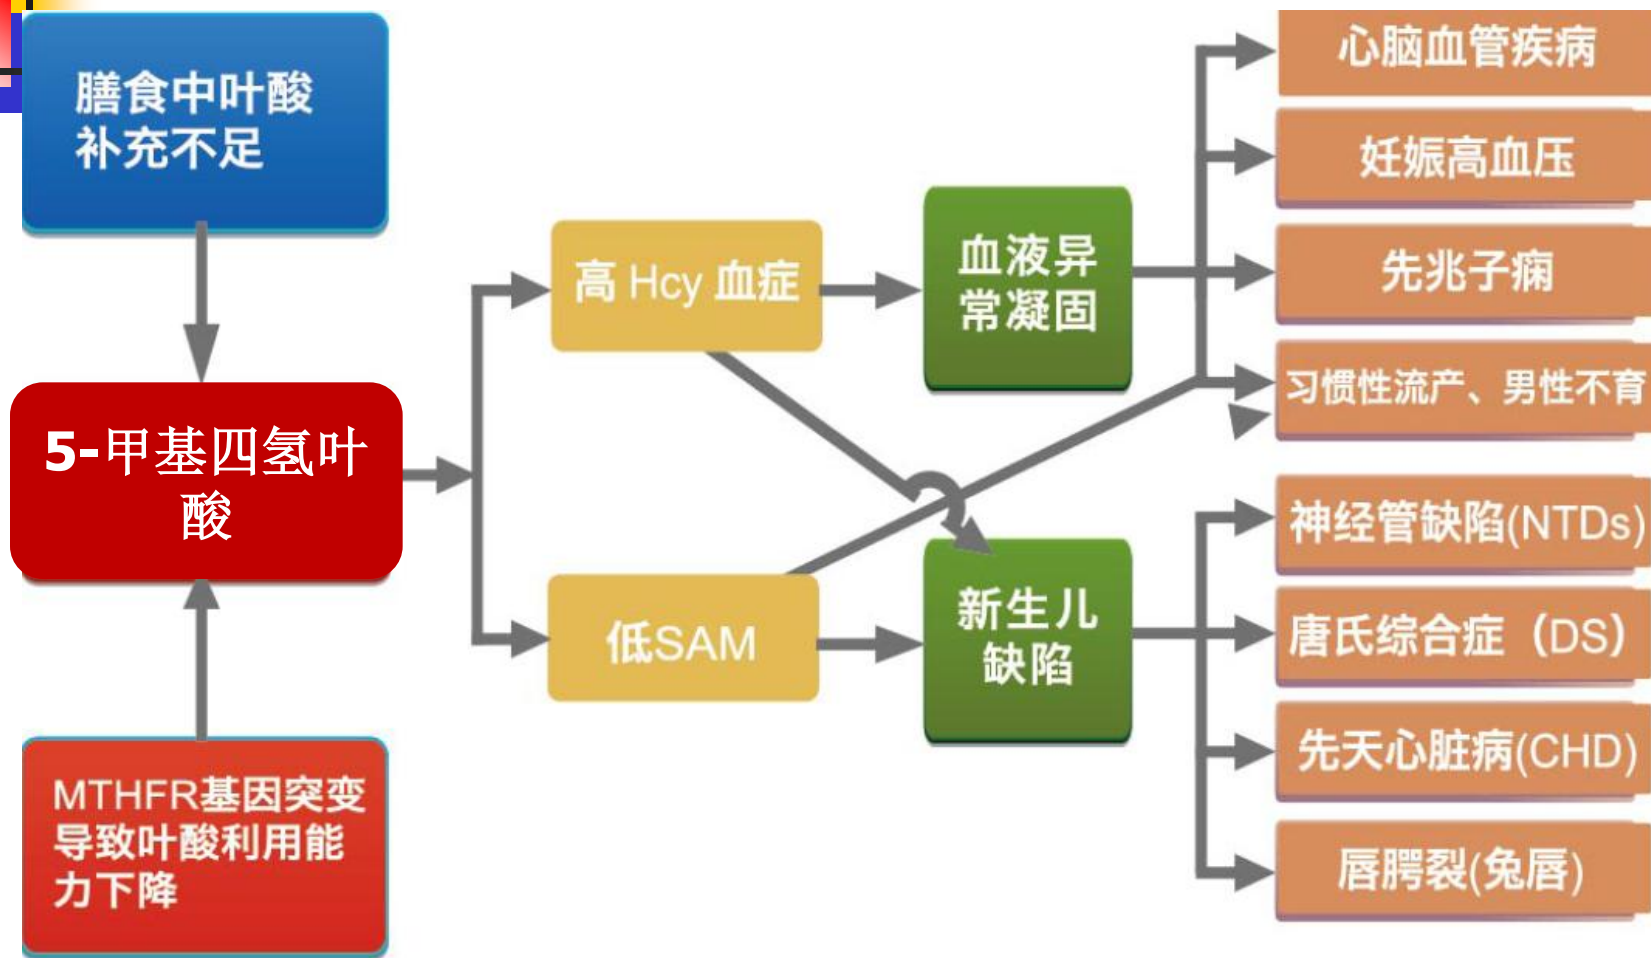 膳食中叶酸
补充不足
5-甲基四氢叶
酸
MTHFR基因突变
导致叶酸利用能
力下降
高 Hcy 血症
低SAM
血液异
常凝固
新生儿
缺陷
心脑血管疾病
妊娠高血压
先兆子痫
习惯性流产、男性不育
神经管缺陷(NTDs)
唐氏综合症（DS）
先天心脏病(CHD)
唇腭裂(兔唇)